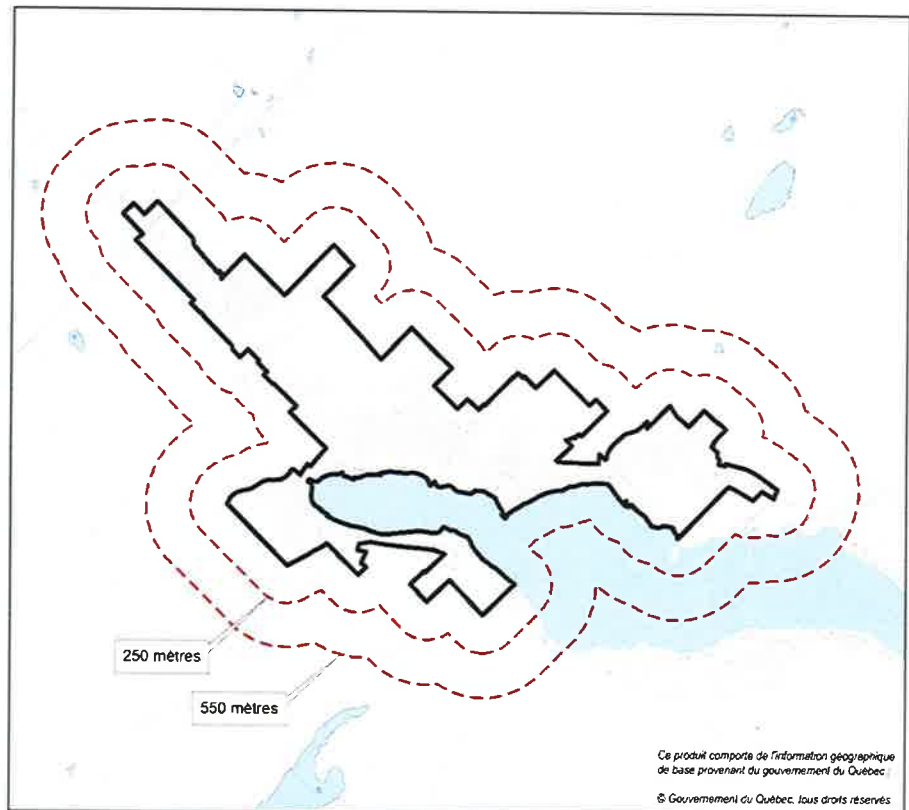 250 mètres
550 mètres
Ce produit comporte de l'information géographique
de base provenant du gouvernement du Québec
© Gouvernement du Québec, tous droits réservés